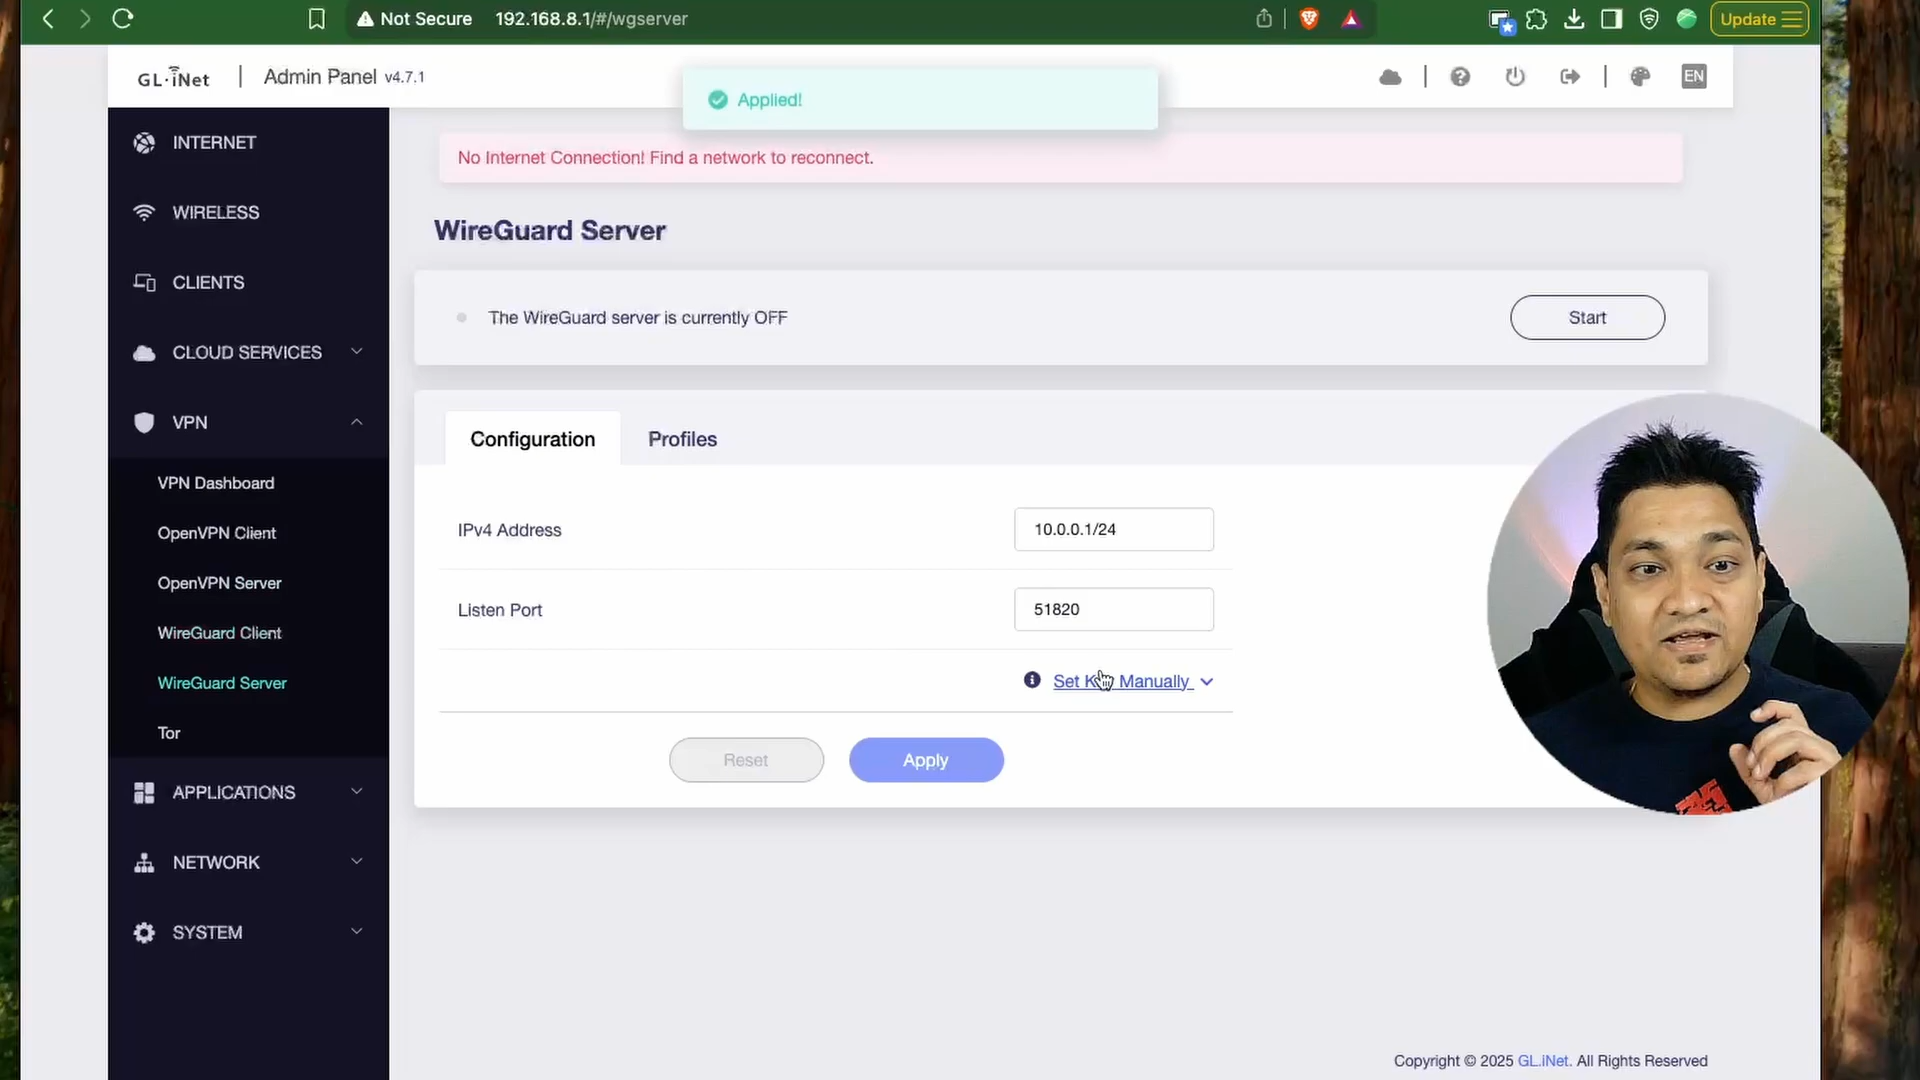 Not Secure 192.168.8.1/#/wgserver
Update
GL·iNet | Admin Panel v4.7.1
EN
Applied!
No Internet Connection! Find a network to reconnect.
INTERNET
WIRELESS
CLIENTS
CLOUD SERVICES
VPN
VPN Dashboard
OpenVPN Client
OpenVPN Server
WireGuard Client
WireGuard Server
Tor
APPLICATIONS
NETWORK
SYSTEM
WireGuard Server
The WireGuard server is currently OFF
Start
Configuration
Profiles
IPv4 Address
10.0.0.1/24
Listen Port
51820
Set Manually
Reset
Apply
Copyright © 2025 GL.iNet. All Rights Reserved